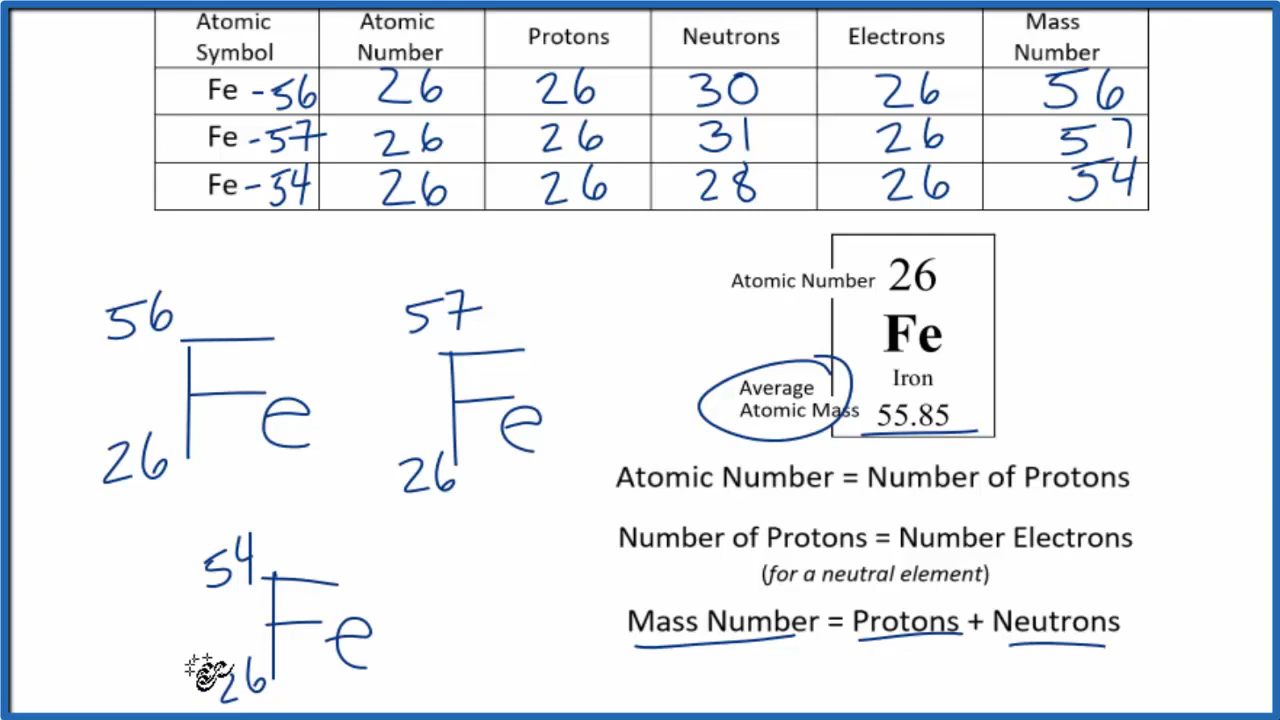 Atomic Symbol Atomic Number Protons Neutrons Electrons Mass Number
Fe -56 26 26 30 26 56
Fe -57 26 26 31 26 57
Fe -54 26 26 28 26 54
56
Fe
26
57
Fe
26
54
Fe
26
Atomic Number 26
Fe
Iron
Average
Atomic Mass 55.85
Atomic Number = Number of Protons
Number of Protons = Number Electrons
(for a neutral element)
Mass Number = Protons + Neutrons